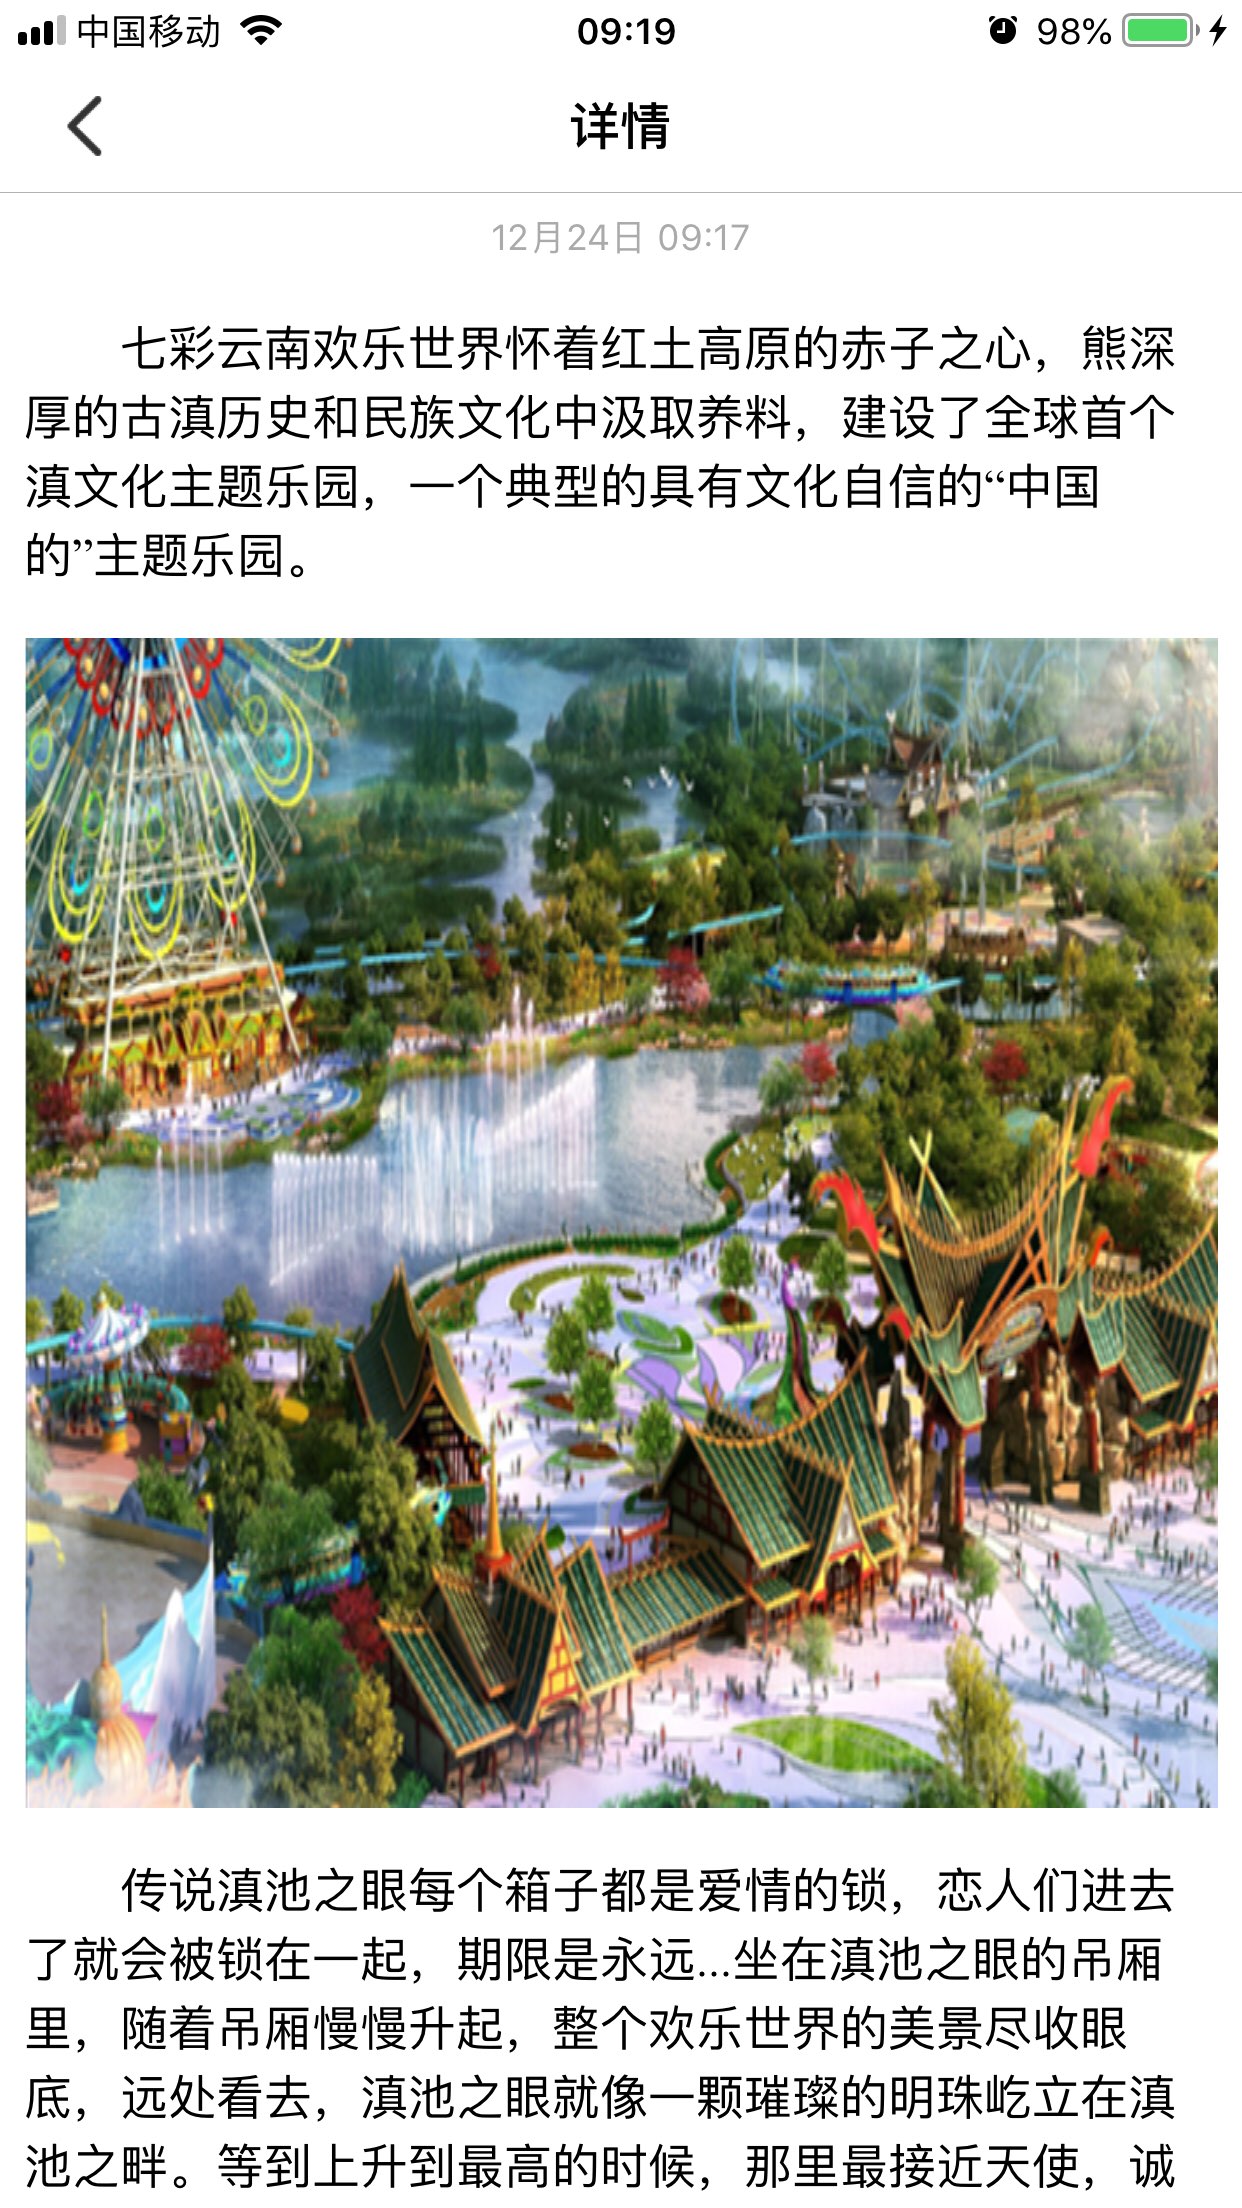 中国移动 09:19 98%
详情
12月24日 09:17
七彩云南欢乐世界怀着红土高原的赤子之心，熊深
厚的古滇历史和民族文化中汲取养料，建设了全球首个
滇文化主题乐园，一个典型的具有文化自信的“中国
的”主题乐园。
传说滇池之眼每个箱子都是爱情的锁，恋人们进去
了就会被锁在一起，期限是永远...坐在滇池之眼的吊厢
里，随着吊厢慢慢升起，整个欢乐世界的美景尽收眼
底，远处看去，滇池之眼就像一颗璀璨的明珠屹立在滇
池之畔。等到上升到最高的时候，那里最接近天使，诚